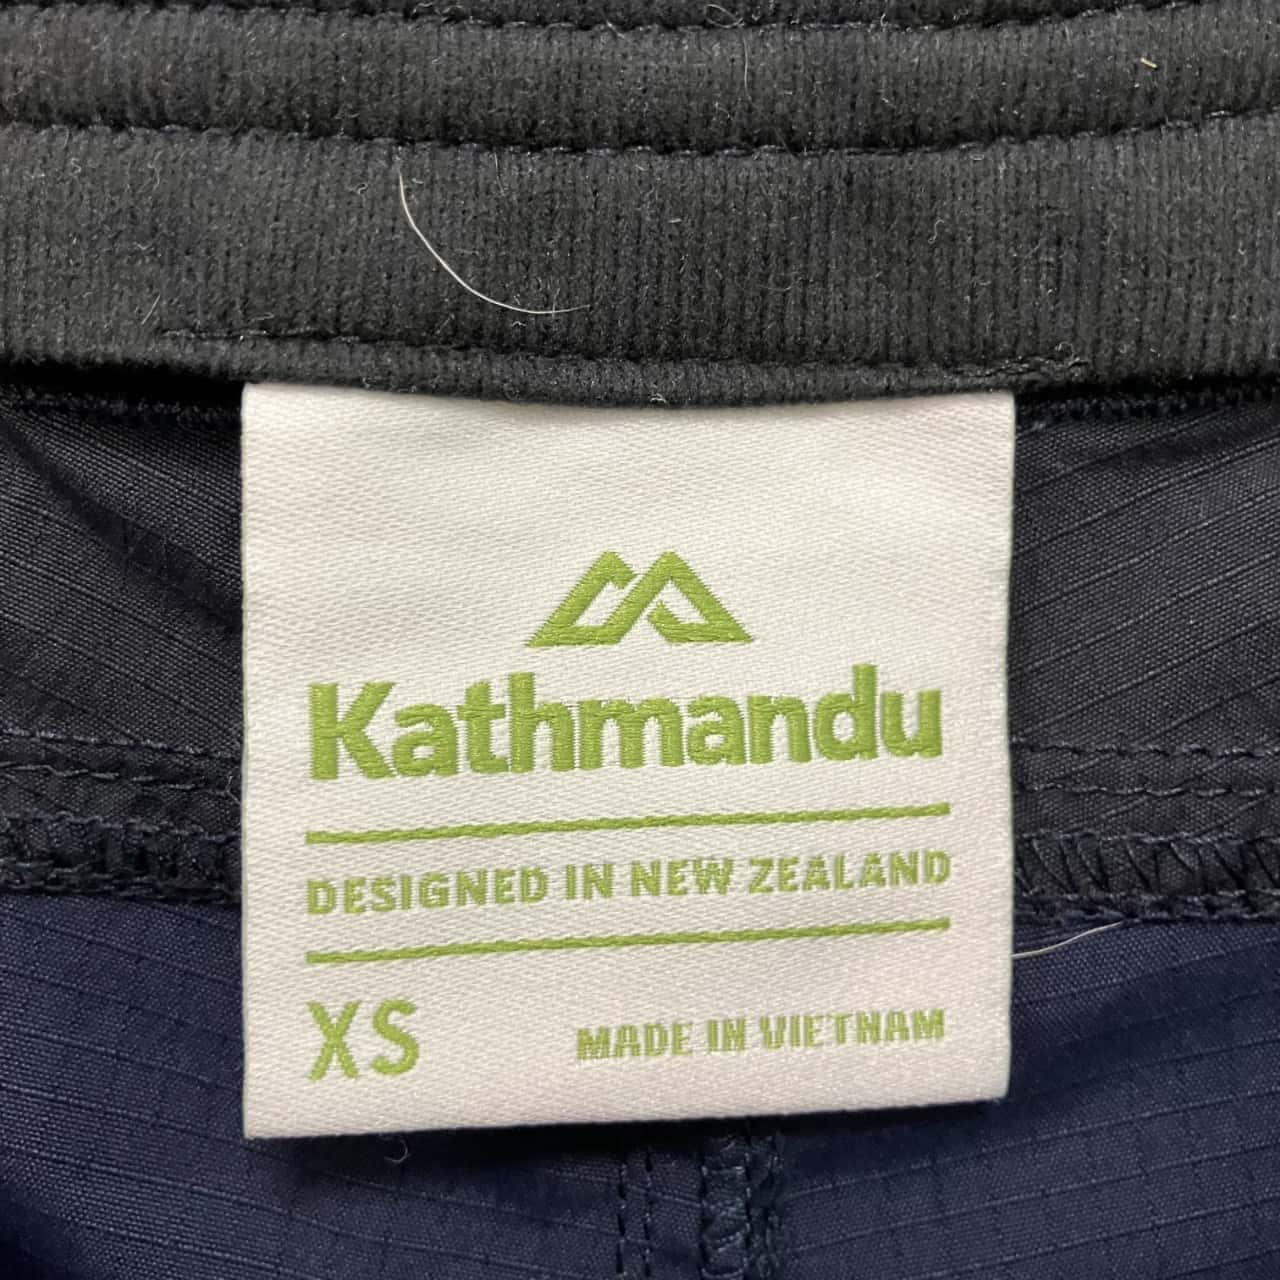 Kathmandu
DESIGNED IN NEW ZEALAND
XS
MADE IN VIETNAM